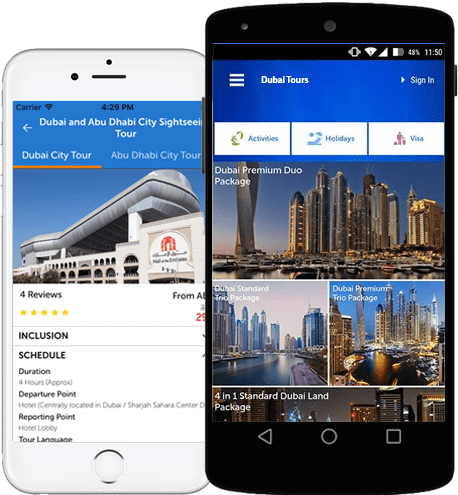 Carrier
4:29 PM
Dubai and Abu Dhabi City Sightseein
Tour
Dubai City Tour
Abu Dhabi City Tour
Mall of the Emirates
4 Reviews
From AE
29
INCLUSION
SCHEDULE
Duration
4 Hours (Approx)
Departure Point
Hotel (Centrally located in Dubai / Sharjah Sahara Center D
Reporting Point
Hotel Lobby
Tour Language
48%
11:50
Dubai Tours
Sign In
Activities
Holidays
Visa
Dubai Premium Duo
Package
Dubai Standard
Trio Package
Dubai Premium
Trio Package
4 in 1 Standard Dubai Land
Package